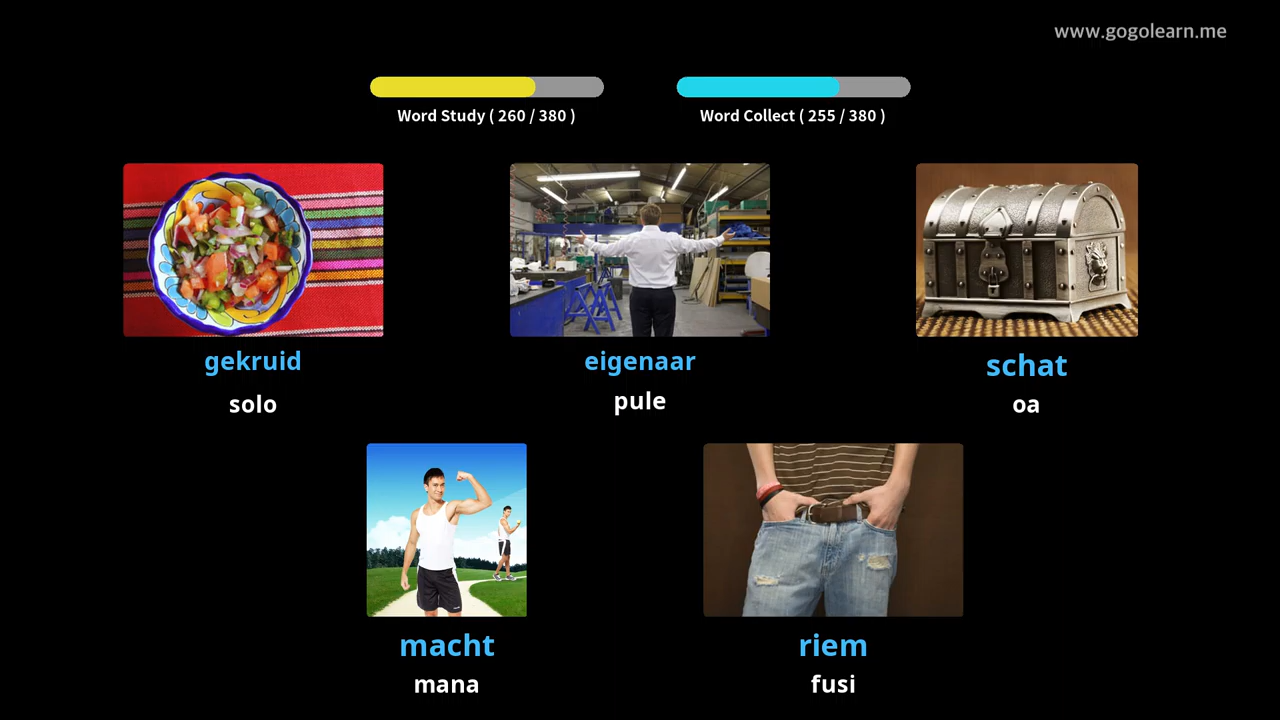 www.gogolearn.me
Word Study ( 260 / 380 )
Word Collect ( 255 / 380 )
gekruid
eigenaar
schat
solo
pule
oa
macht
riem
mana
fusi